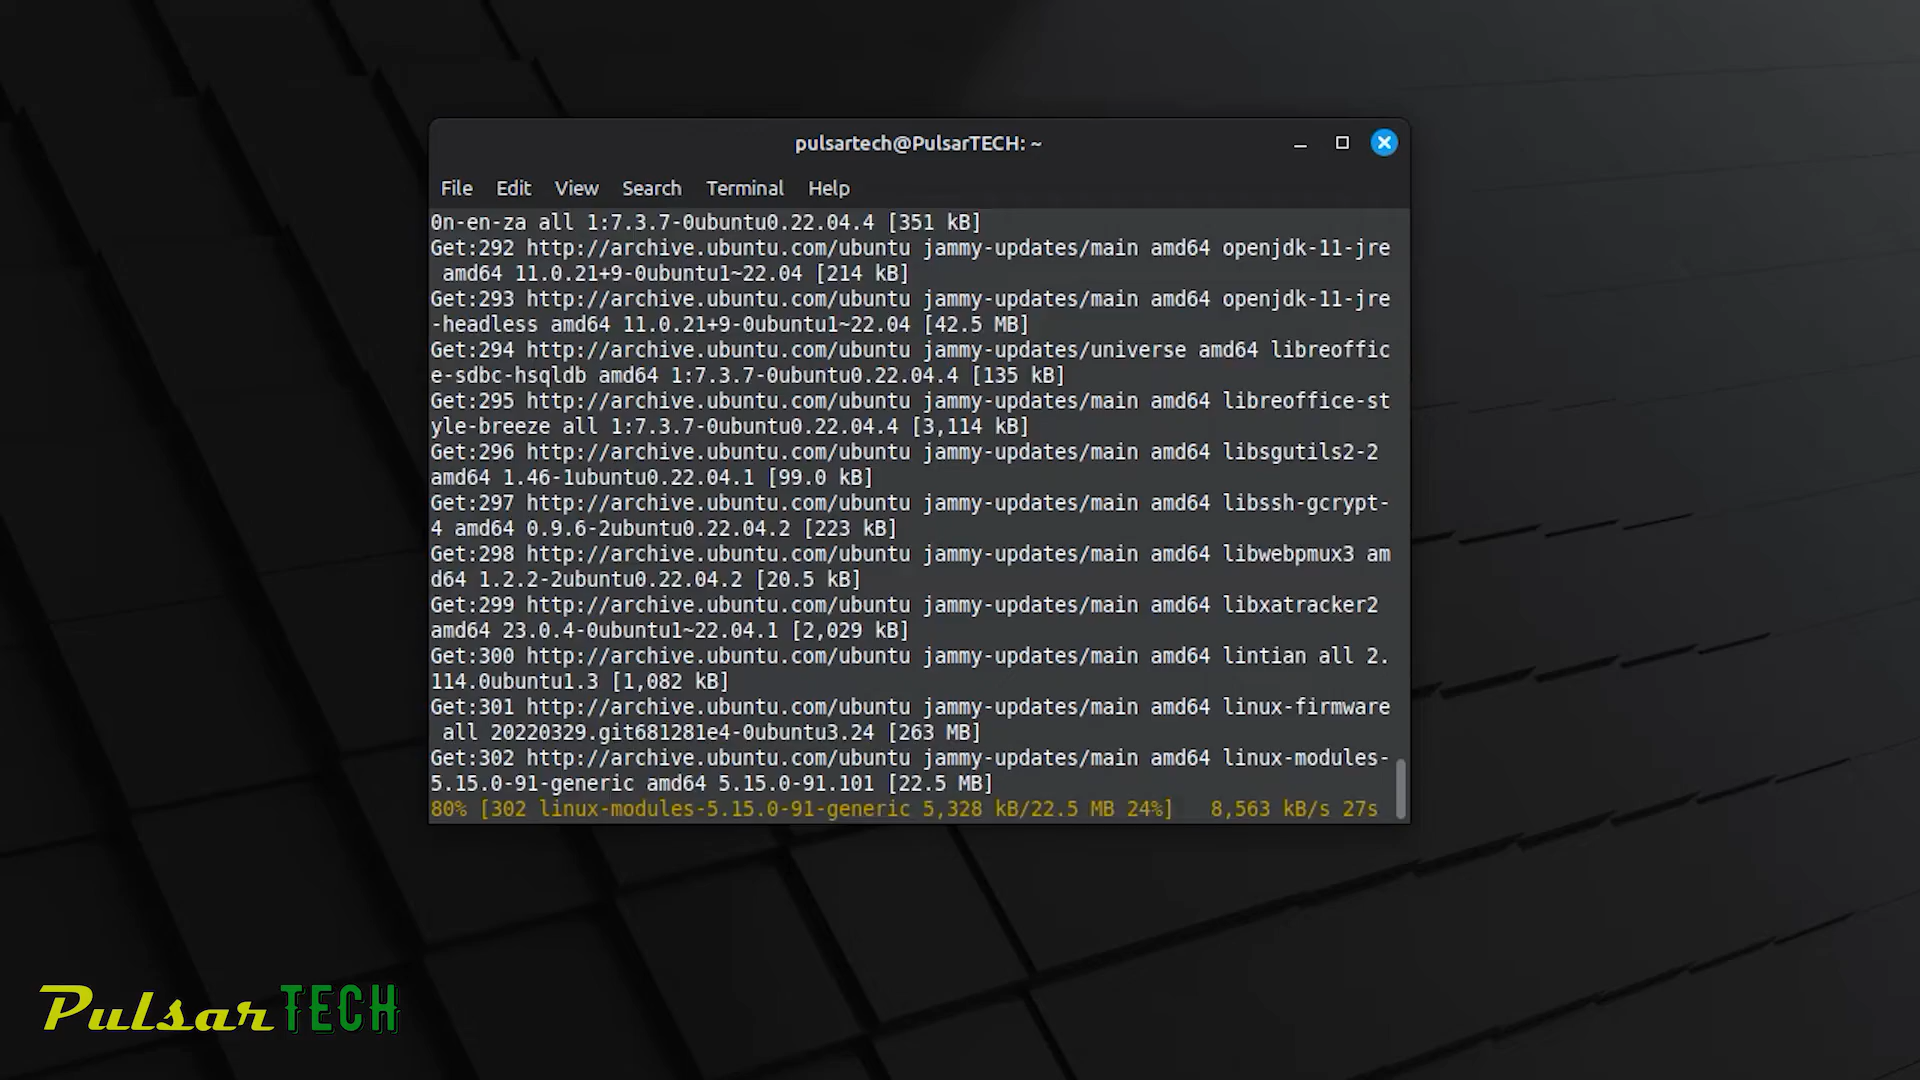 pulsartech@PulsarTECH: ~
File Edit View Search Terminal Help
0n-en-za all 1:7.3.7-0ubuntu0.22.04.4 [351 kB]
Get:292 http://archive.ubuntu.com/ubuntu jammy-updates/main amd64 openjdk-11-jre
 amd64 11.0.21+9-0ubuntu1~22.04 [214 kB]
Get:293 http://archive.ubuntu.com/ubuntu jammy-updates/main amd64 openjdk-11-jre
-headless amd64 11.0.21+9-0ubuntu1~22.04 [42.5 MB]
Get:294 http://archive.ubuntu.com/ubuntu jammy-updates/universe amd64 libreoffic
e-sdbc-hsqldb amd64 1:7.3.7-0ubuntu0.22.04.4 [135 kB]
Get:295 http://archive.ubuntu.com/ubuntu jammy-updates/main amd64 libreoffice-st
yle-breeze all 1:7.3.7-0ubuntu0.22.04.4 [3,114 kB]
Get:296 http://archive.ubuntu.com/ubuntu jammy-updates/main amd64 libsgutils2-2
amd64 1.46-1ubuntu0.22.04.1 [99.0 kB]
Get:297 http://archive.ubuntu.com/ubuntu jammy-updates/main amd64 libssh-gcrypt-
4 amd64 0.9.6-2ubuntu0.22.04.2 [223 kB]
Get:298 http://archive.ubuntu.com/ubuntu jammy-updates/main amd64 libwebpmux3 am
d64 1.2.2-2ubuntu0.22.04.2 [20.5 kB]
Get:299 http://archive.ubuntu.com/ubuntu jammy-updates/main amd64 libxatracker2
amd64 23.0.4-0ubuntu1~22.04.1 [2,029 kB]
Get:300 http://archive.ubuntu.com/ubuntu jammy-updates/main amd64 lintian all 2.
114.0ubuntu1.3 [1,082 kB]
Get:301 http://archive.ubuntu.com/ubuntu jammy-updates/main amd64 linux-firmware
 all 20220329.git681281e4-0ubuntu3.24 [263 MB]
Get:302 http://archive.ubuntu.com/ubuntu jammy-updates/main amd64 linux-modules-
5.15.0-91-generic amd64 5.15.0-91.101 [22.5 MB]
80% [302 linux-modules-5.15.0-91-generic 5,328 kB/22.5 MB 24%] 8,563 kB/s 27s
PulsarTECH